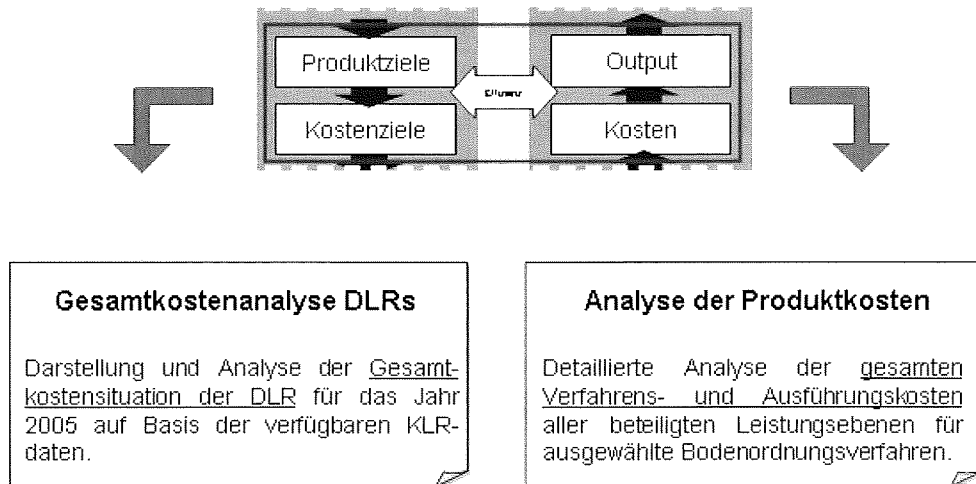 Produktziele
Output
Kostenziele
Kosten
Gesamtkostenanalyse DLRs
Darstellung und Analyse der Gesamt-
kostensituation der DLR für das Jahr
2005 auf Basis der verfügbaren KLR-
daten.
Analyse der Produktkosten
Detaillierte Analyse der gesamten
Verfahrens- und Ausführungskosten
aller beteiligten Leistungsebenen für
ausgewählte Bodenordnungsverfahren.